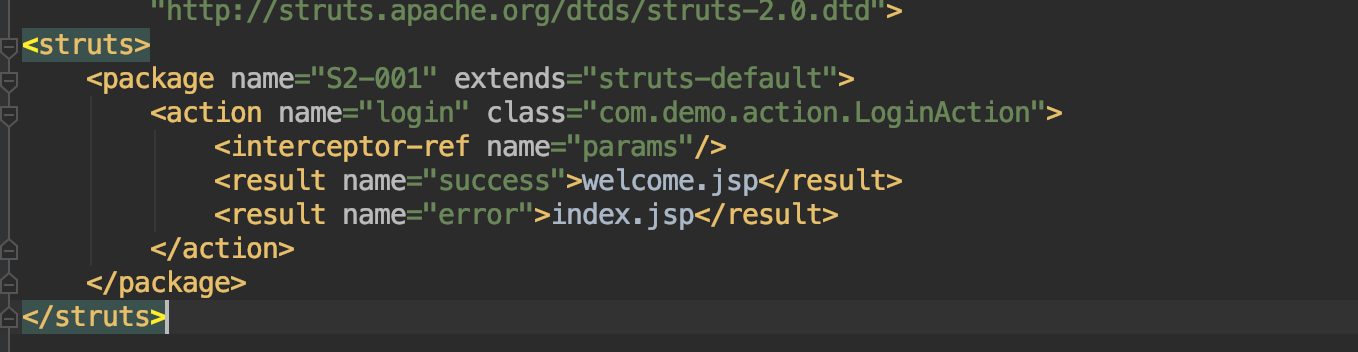 "http://struts.apache.org/dtds/struts-2.0.dtd">
<struts>
    <package name="S2-001" extends="struts-default">
        <action name="login" class="com.demo.action.LoginAction">
            <interceptor-ref name="params"/>
            <result name="success">welcome.jsp</result>
            <result name="error">index.jsp</result>
        </action>
    </package>
</struts>